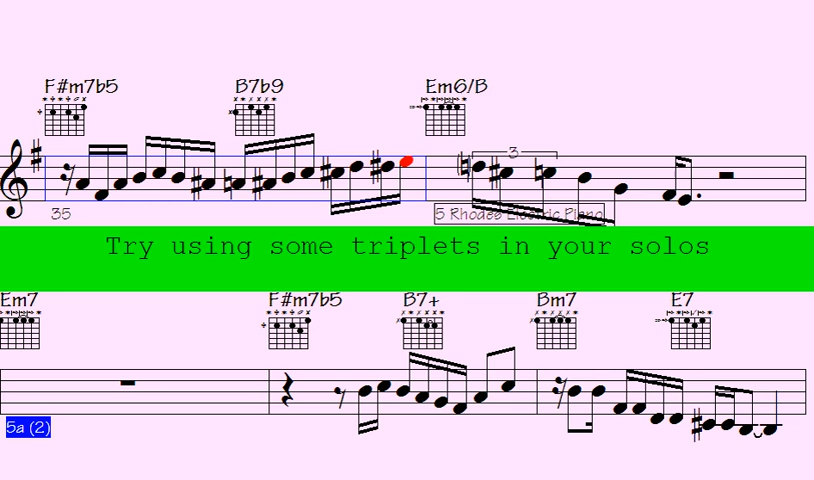 F#m7b5 B7b9 Em6/B
3
35 5 Rhodes Electric Piano
Try using some triplets in your solos
Em7 F#m7b5 B7+ Bm7 E7
5a (2)